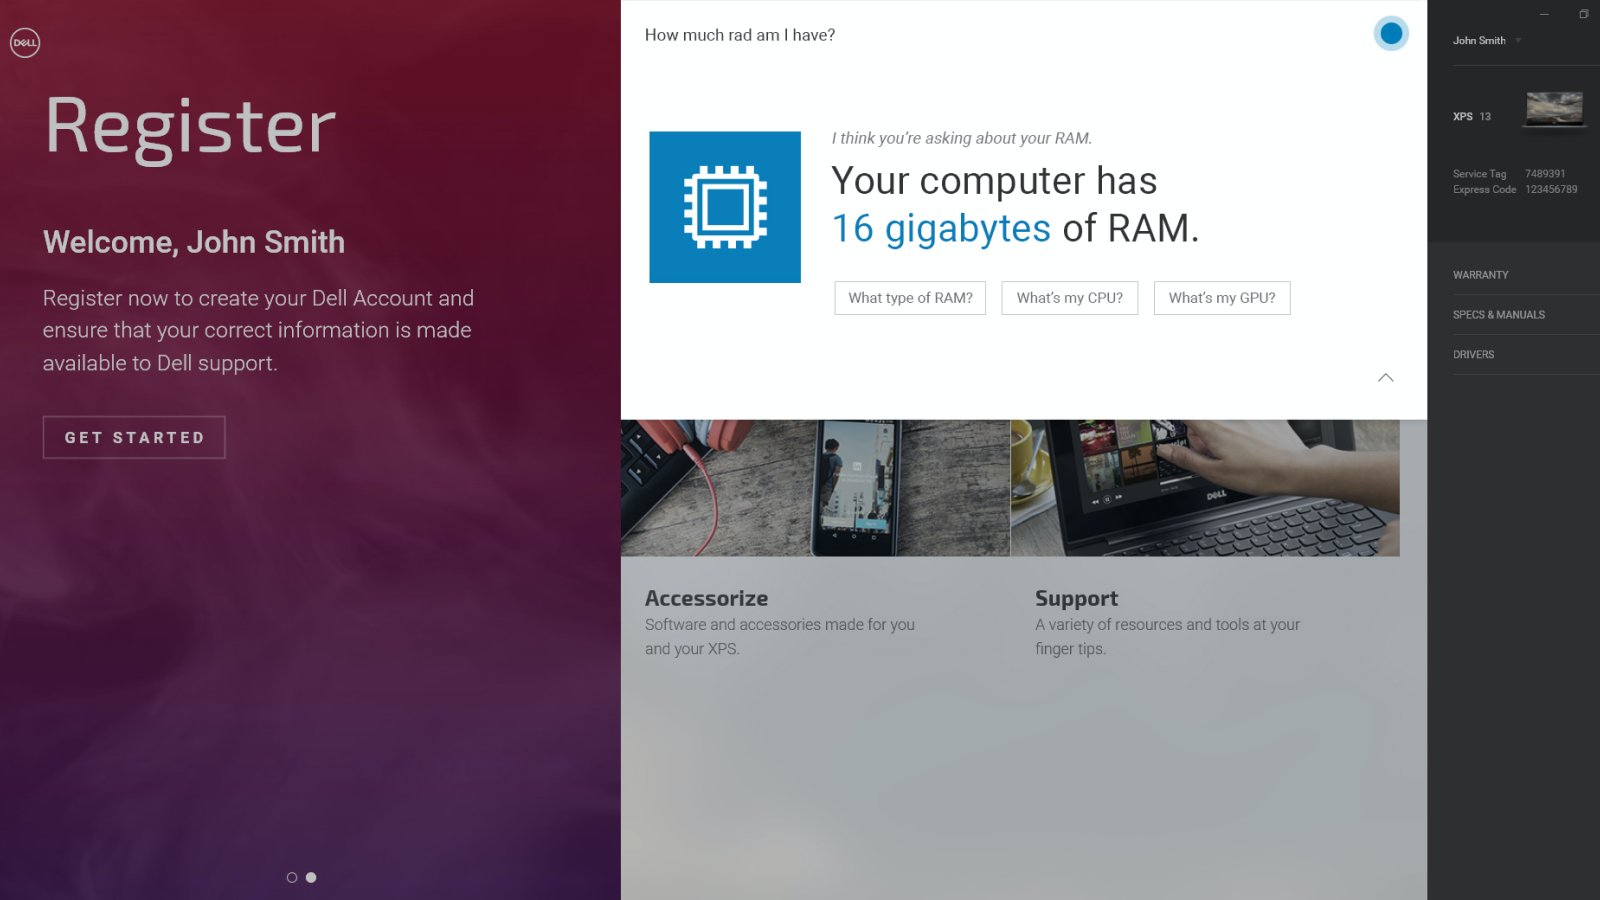 DELL
Register
Welcome, John Smith
Register now to create your Dell Account and
ensure that your correct information is made
available to Dell support.
GET STARTED
How much rad am I have?
I think you're asking about your RAM.
Your computer has
16 gigabytes of RAM.
What type of RAM?
What's my CPU?
What's my GPU?
DELL
Accessorize
Software and accessories made for you
and your XPS.
Support
A variety of resources and tools at your
finger tips.
John Smith
XPS 13
Service Tag 7489391
Express Code 123456789
WARRANTY
SPECS & MANUALS
DRIVERS